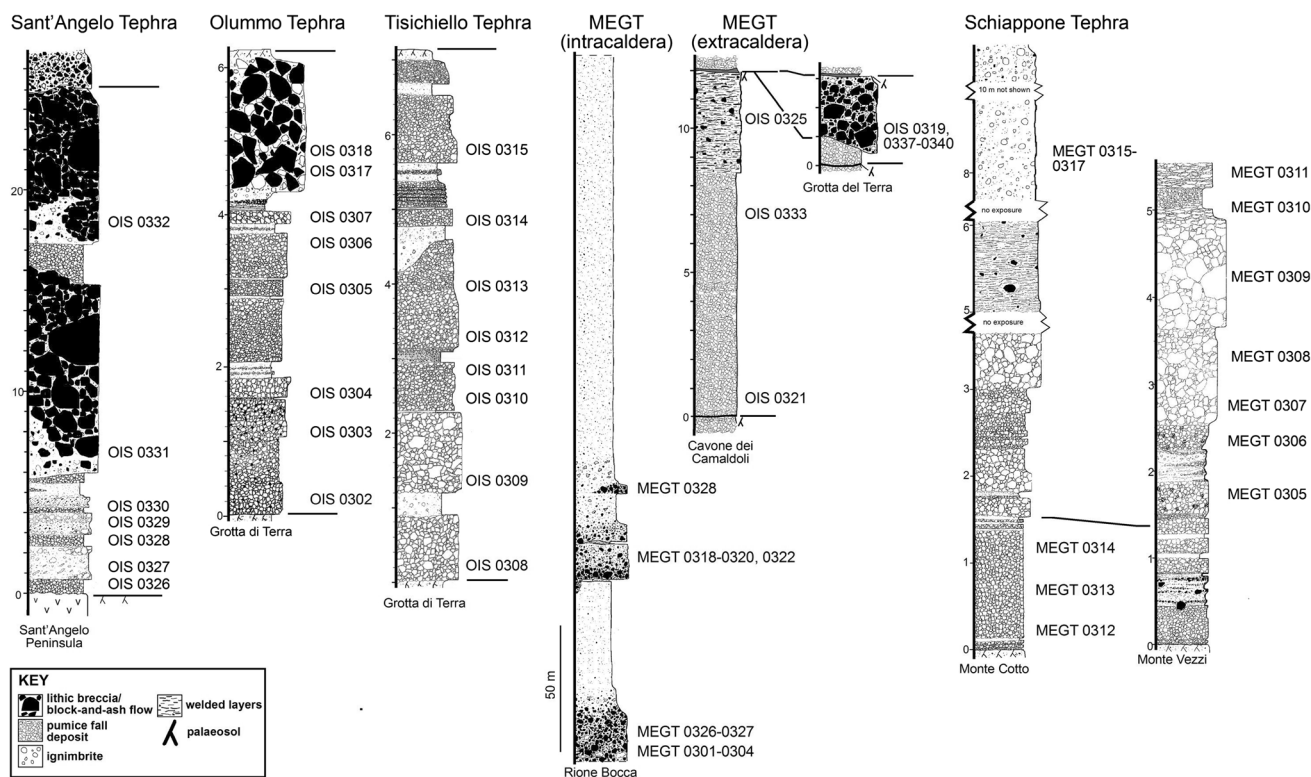 Sant'Angelo Tephra
20
10
0
OIS 0332
OIS 0331
OIS 0330
OIS 0329
OIS 0328
OIS 0327
OIS 0326
Sant'Angelo
Peninsula
Olummo Tephra
6
4
2
0
OIS 0318
OIS 0317
OIS 0307
OIS 0306
OIS 0305
OIS 0304
OIS 0303
OIS 0302
Grotta di Terra
Tisichiello Tephra
6
4
2
OIS 0315
OIS 0314
OIS 0313
OIS 0312
OIS 0311
OIS 0310
OIS 0309
OIS 0308
Grotta di Terra
MEGT
(intracaldera)
MEGT 0328
MEGT 0318-0320, 0322
50 m
MEGT 0326-0327
MEGT 0301-0304
Rione Bocca
MEGT
(extracaldera)
10
5
0
OIS 0325
OIS 0333
OIS 0321
Cavone dei
Camaldoli
OIS 0319,
0337-0340
0
Grotta del Terra
Schiappone Tephra
10 m not shown
8
no exposure
6
5
no exposure
3
2
1
0
MEGT 0315-
0317
MEGT 0314
MEGT 0313
MEGT 0312
Monte Cotto
5
4
3
2
1
0
MEGT 0311
MEGT 0310
MEGT 0309
MEGT 0308
MEGT 0307
MEGT 0306
MEGT 0305
Monte Vezzi
KEY
lithic breccia/
block-and-ash flow
pumice fall
deposit
ignimbrite
welded layers
palaeosol